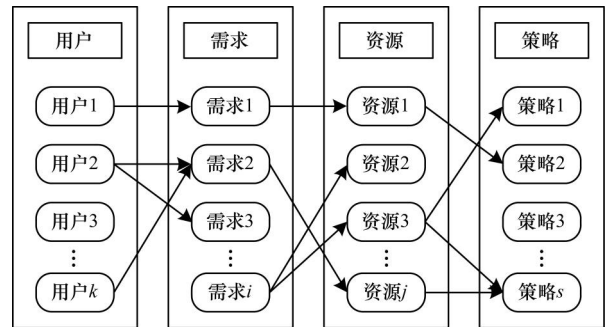 用户 需求 资源 策略
用户1 需求1 资源1 策略1
用户2 需求2 资源2 策略2
用户3 需求3 资源3 策略3
⋮ ⋮ ⋮ ⋮
用户k 需求i 资源j 策略s